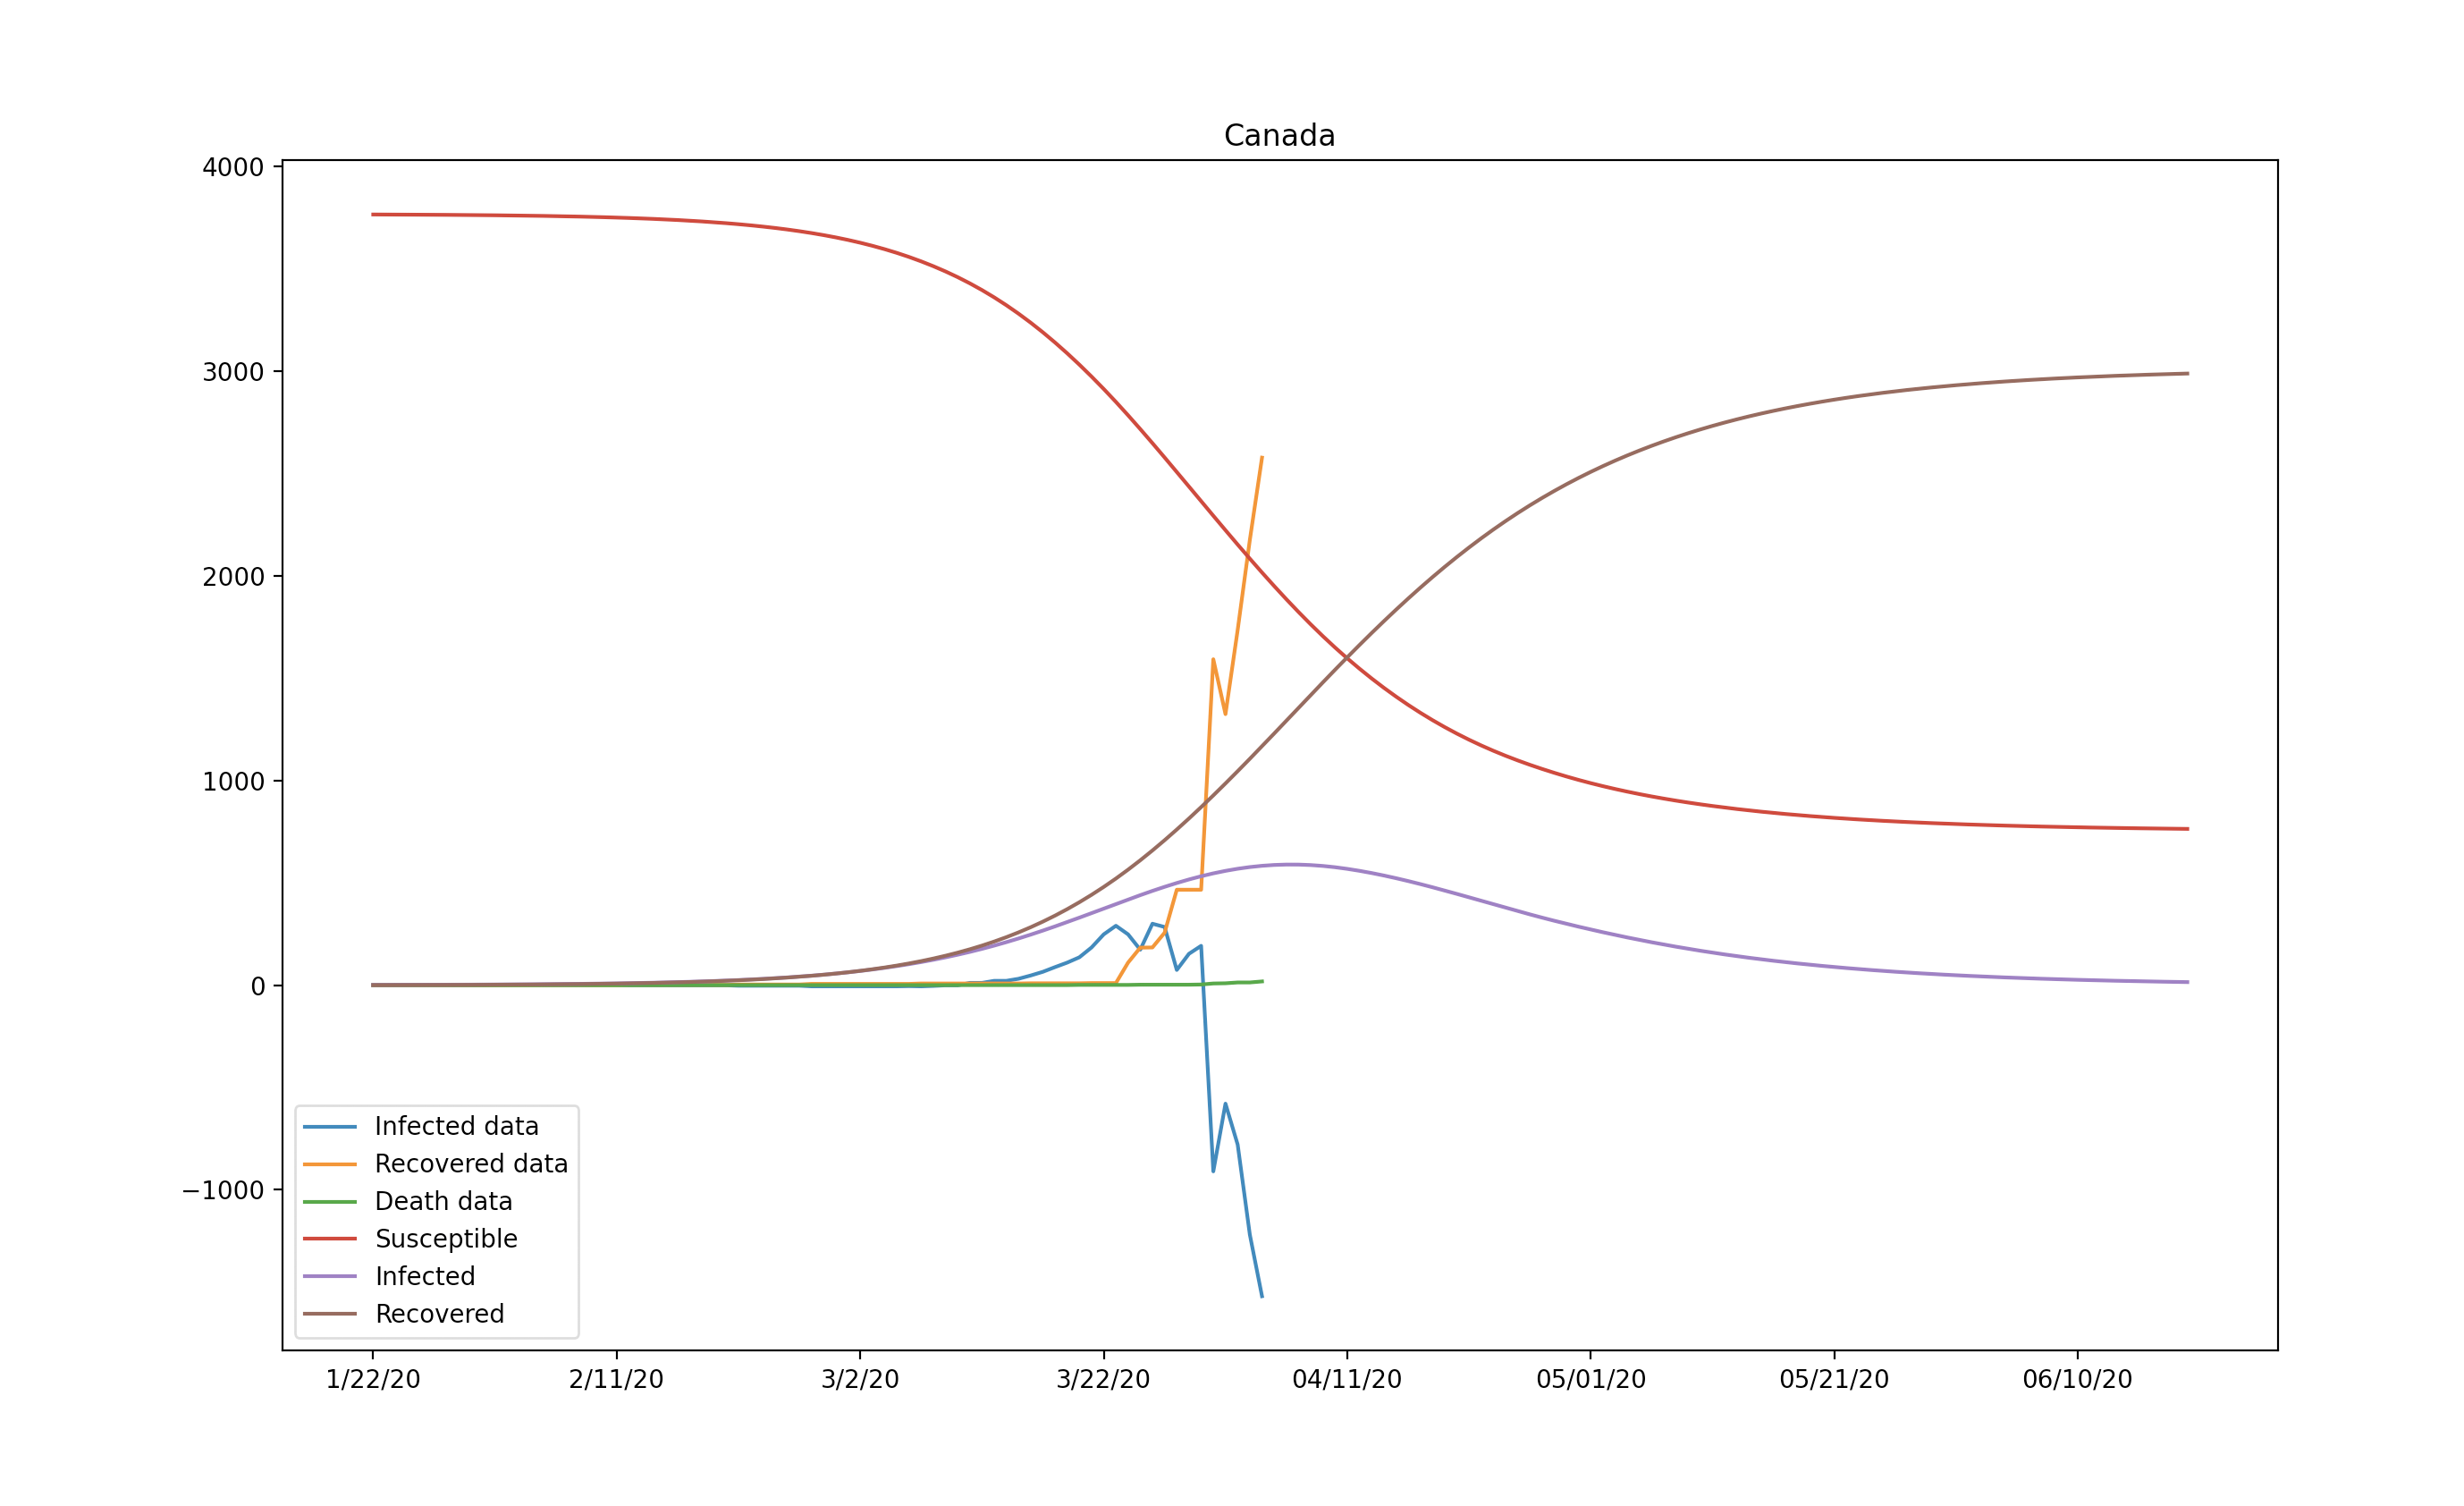 Canada
4000
3000
2000
1000
0
−1000
1/22/20 2/11/20 3/2/20 3/22/20 04/11/20 05/01/20 05/21/20 06/10/20
Infected data
Recovered data
Death data
Susceptible
Infected
Recovered